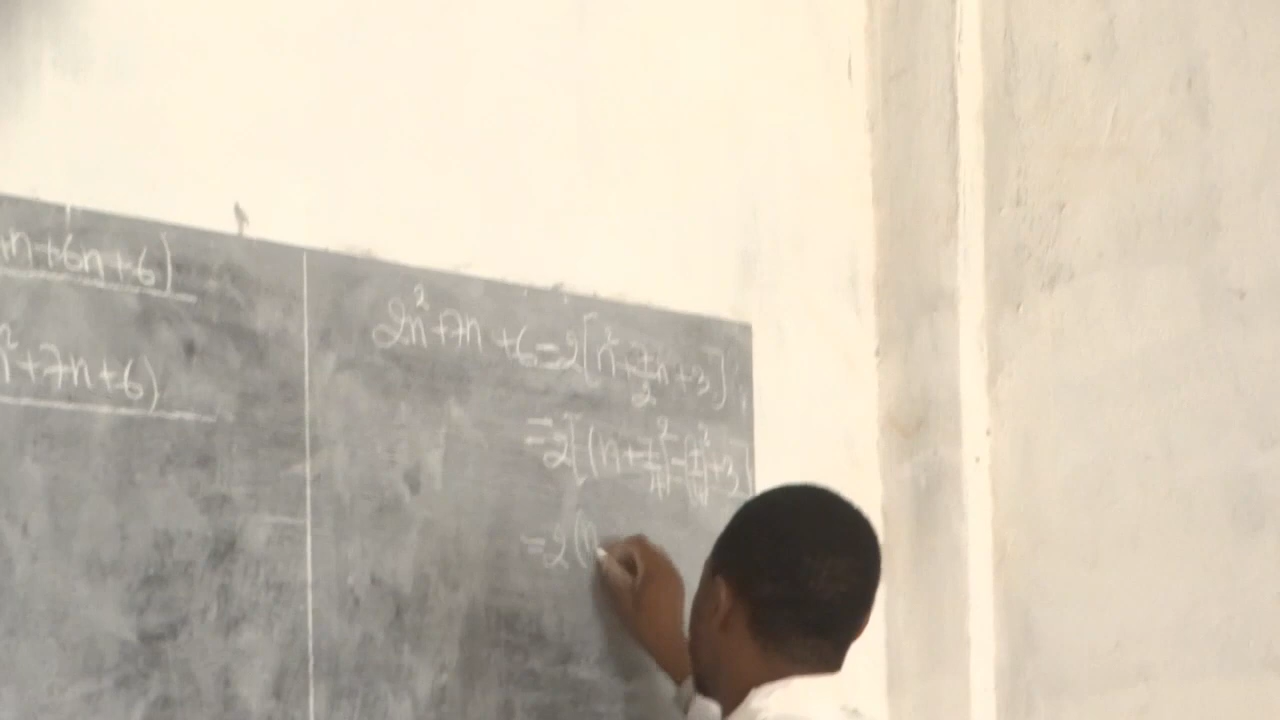 n+6n+6)
n²+7n+6)
2n²+7n+6=2[n²+7/2n+3]
=2[(n+7/4)²-(7/4)²+3]
=2(n